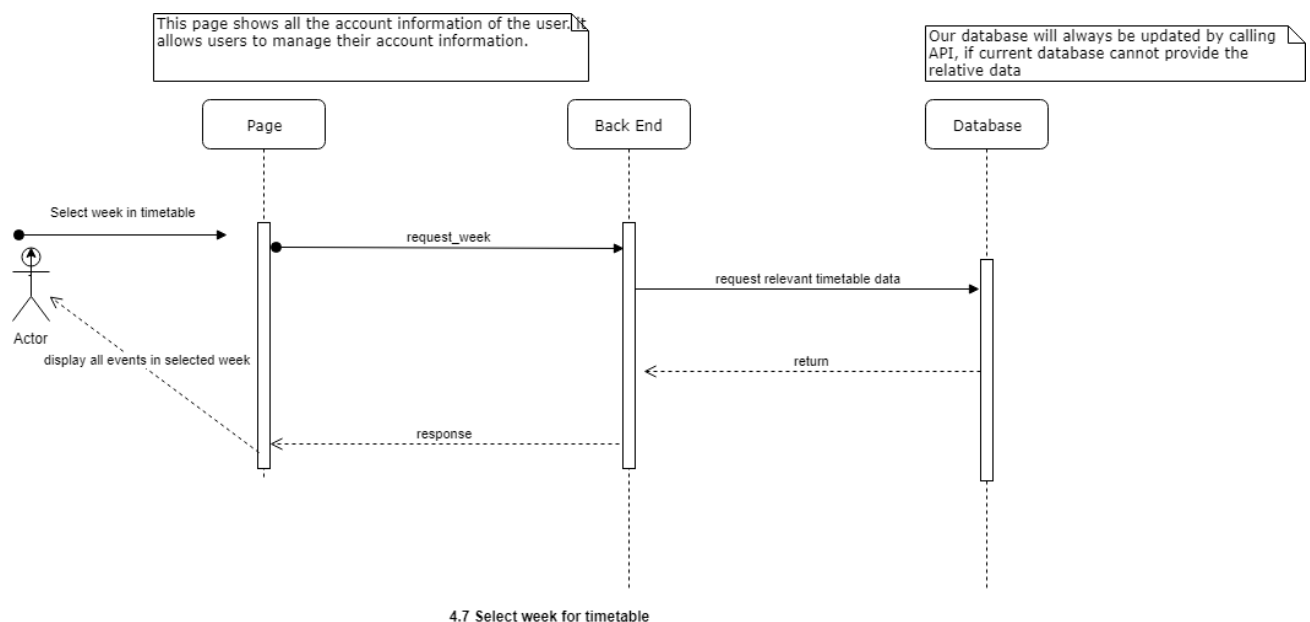 This page shows all the account information of the user. It
allows users to manage their account information.
Our database will always be updated by calling
API, if current database cannot provide the
relative data
Page
Back End
Database
Select week in timetable
request_week
request relevant timetable data
Actor
display all events in selected week
return
response
4.7 Select week for timetable